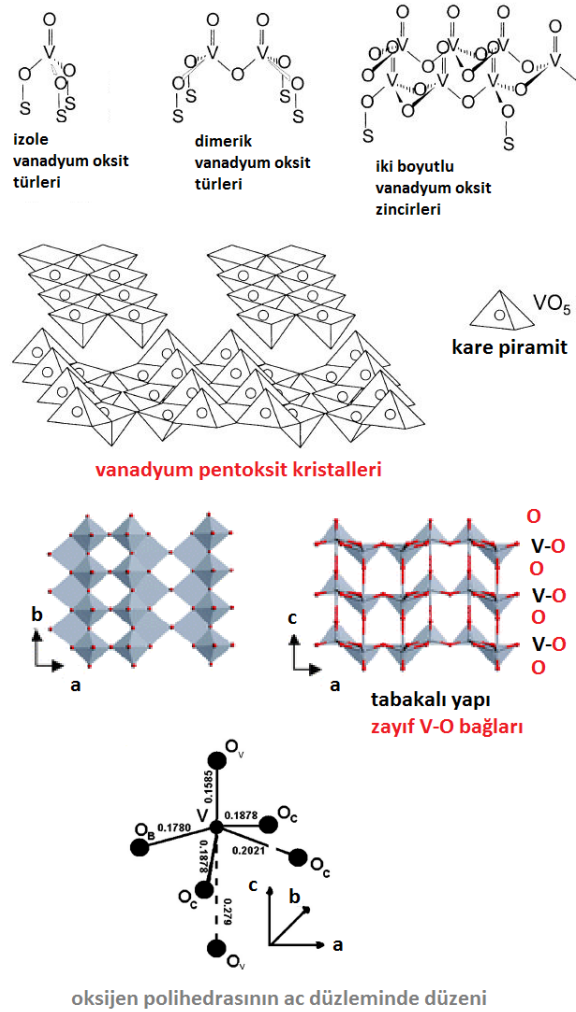 O
O
O
V
V
V
O
O
O
O
O
O
S
S
S
S
S
S
S
izole
vanadyum oksit
türleri
dimerik
vanadyum oksit
türleri
O
O
O
O
O
O
O
V
V
V
V
V
V
O
O
O
O
O
O
O
O
O
S
S
iki boyutlu
vanadyum oksit
zincirleri
VO5
kare piramit
vanadyum pentoksit kristalleri
b
a
c
a
O
V-O
O
V-O
O
V-O
O
tabakalı yapı
zayıf V-O bağları
Ov
0.1585
V
0.1878
Oc
OB
0.1780
0.2021
Oc
0.1878
Oc
0.279
Ov
c
b
a
oksijen polihedrasının ac düzleminde düzeni